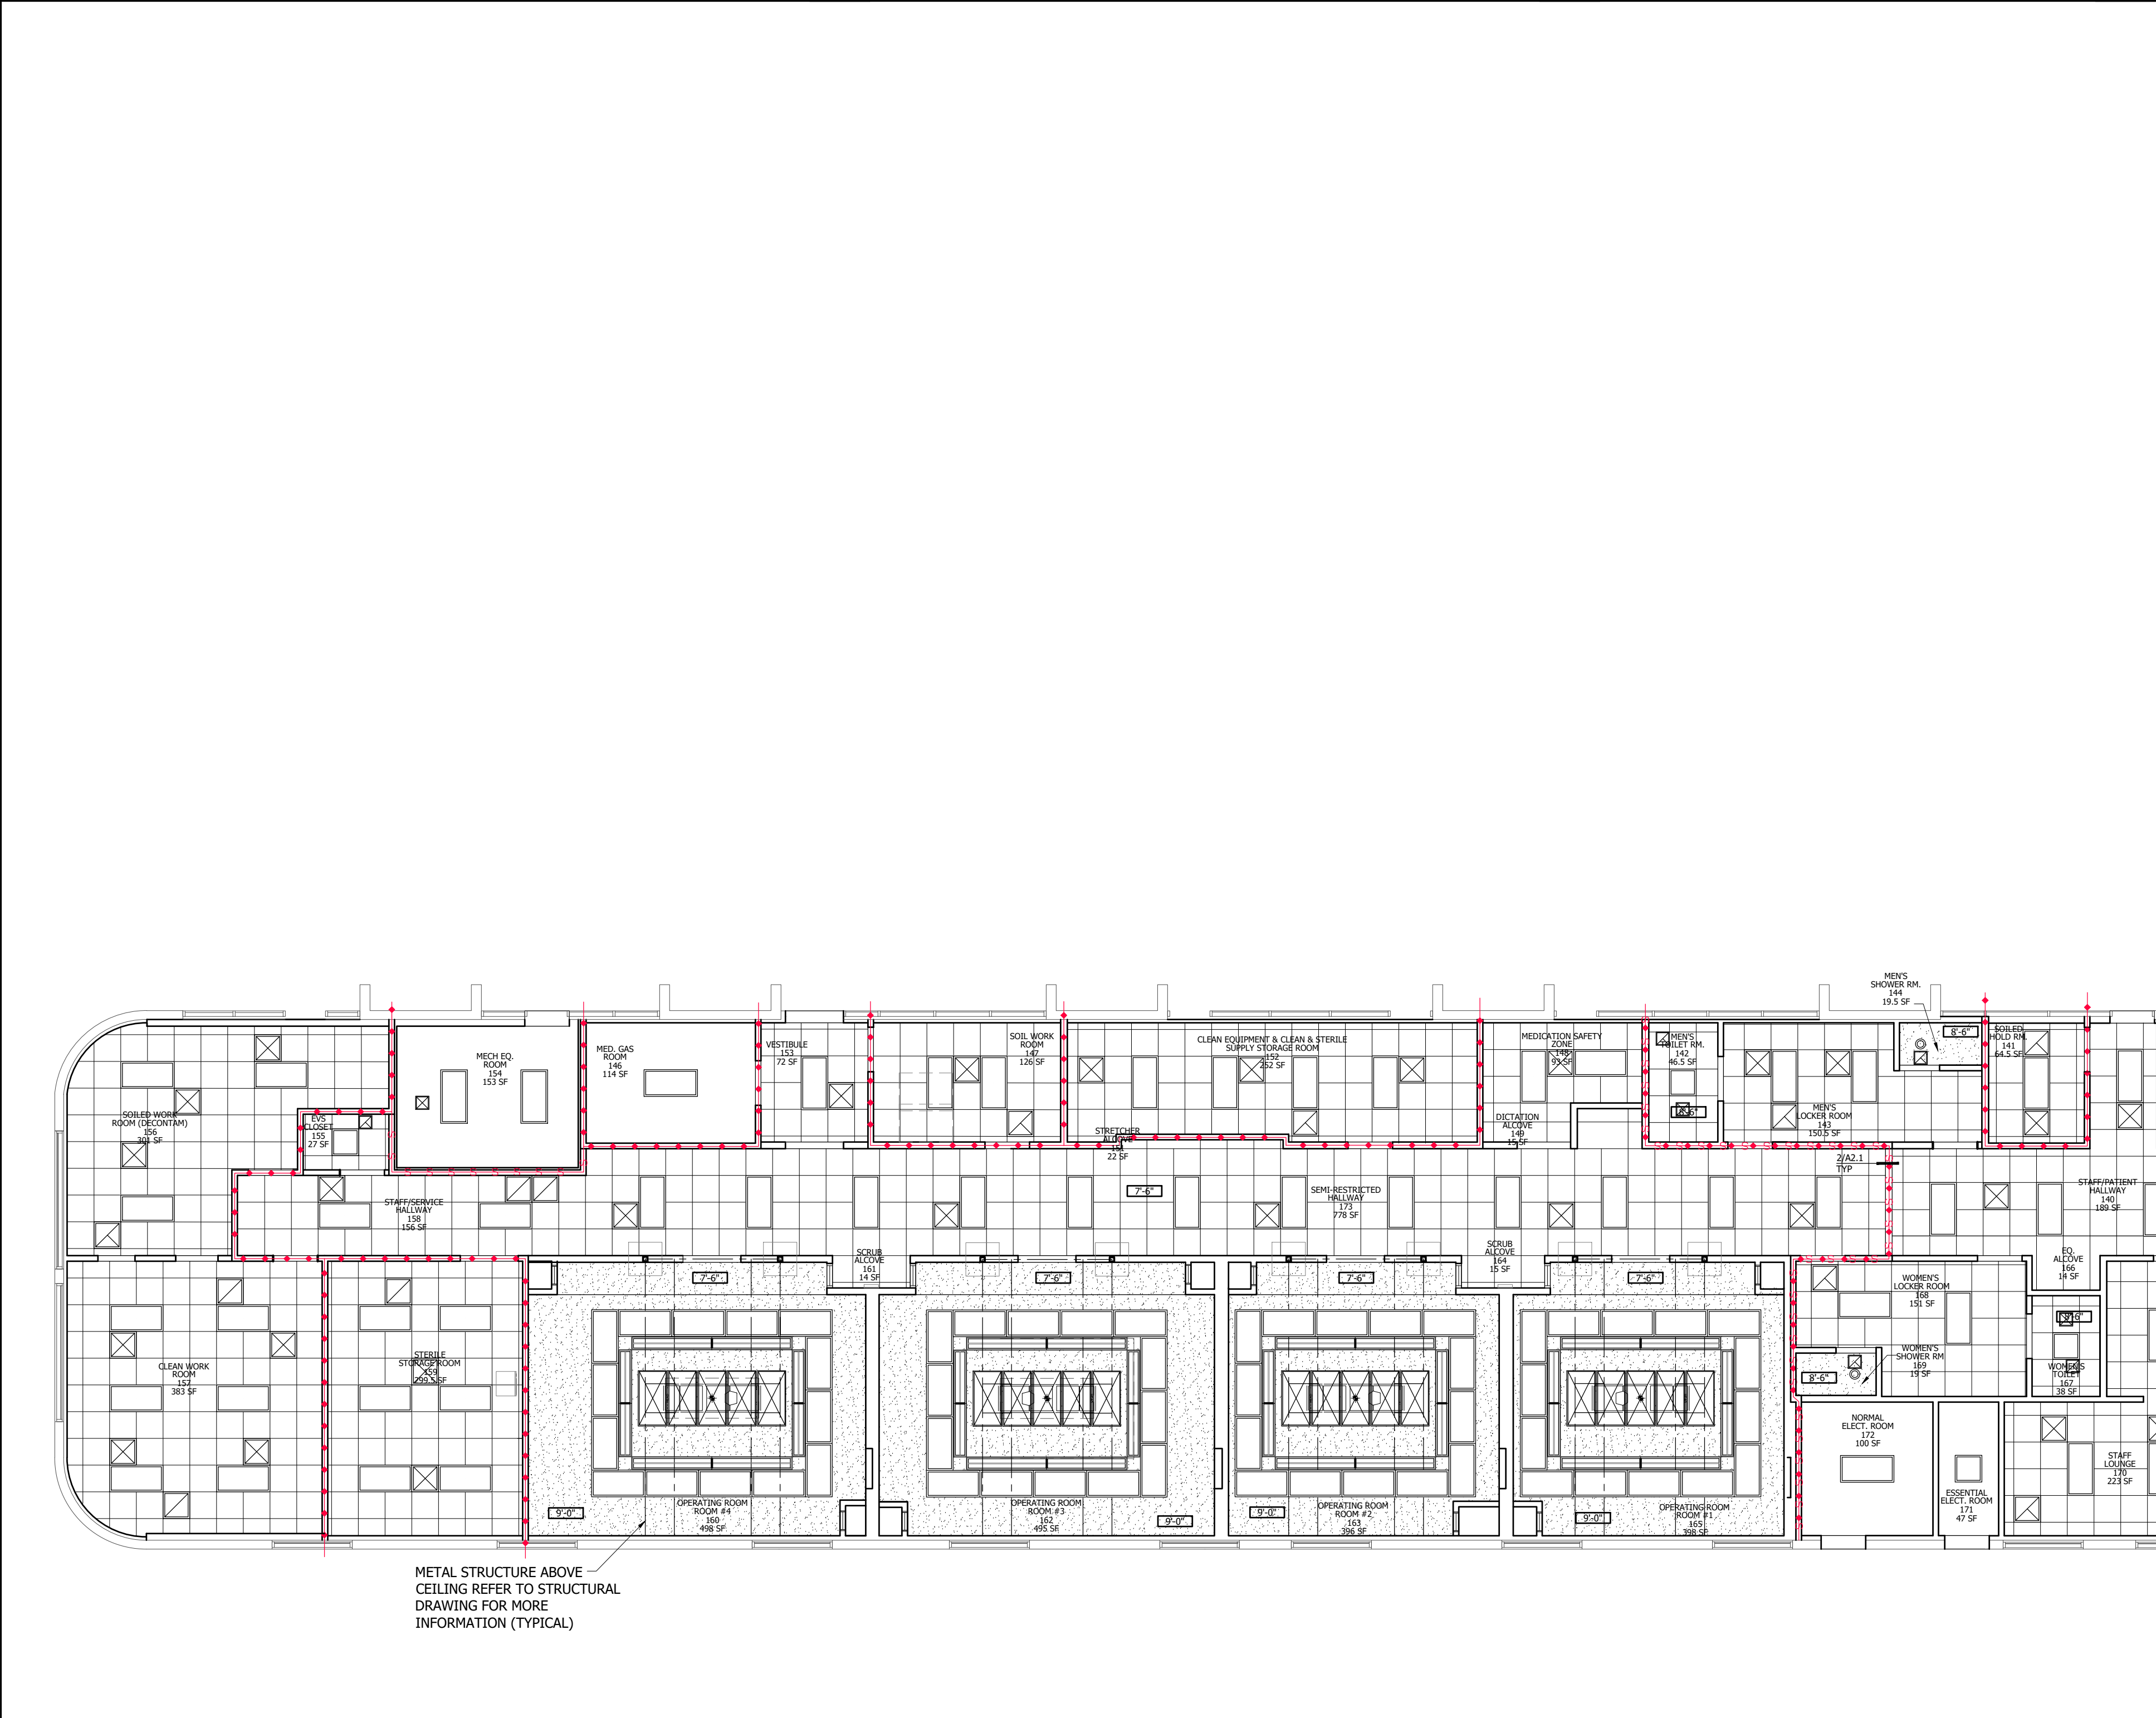 MEN'S
SHOWER RM.
144
19.5 SF
8'-6"
SOILED
HOLD RM.
141
64.5 SF
MECH EQ.
ROOM
154
153 SF
MED. GAS
ROOM
146
114 SF
VESTIBULE
153
72 SF
SOIL WORK
ROOM
147
126 SF
CLEAN EQUIPMENT & CLEAN & STERILE
SUPPLY STORAGE ROOM
152
252 SF
MEDICATION SAFETY
ZONE
148
93 SF
MEN'S
TOILET RM.
142
46.5 SF
8'-6"
MEN'S
LOCKER ROOM
143
150.5 SF
SOILED WORK
ROOM (DECONTAM)
156
301 SF
EVS
CLOSET
155
27 SF
STRETCHER
ALCOVE
151
22 SF
DICTATION
ALCOVE
149
15 SF
2/A2.1
TYP
STAFF/SERVICE
HALLWAY
158
156 SF
7'-6"
SEMI-RESTRICTED
HALLWAY
173
778 SF
STAFF/PATIENT
HALLWAY
140
189 SF
SCRUB
ALCOVE
161
14 SF
SCRUB
ALCOVE
164
15 SF
EQ.
ALCOVE
166
14 SF
7'-6"
7'-6"
7'-6"
7'-6"
WOMEN'S
LOCKER ROOM
168
151 SF
8'-6"
WOMEN'S
SHOWER RM
169
19 SF
8'-6"
WOMEN'S
TOILET
167
38 SF
CLEAN WORK
ROOM
157
383 SF
STERILE
STORAGE ROOM
159
299.5 SF
NORMAL
ELECT. ROOM
172
100 SF
STAFF
LOUNGE
170
223 SF
ESSENTIAL
ELECT. ROOM
171
47 SF
9'-0"
OPERATING ROOM
ROOM #4
160
498 SF
OPERATING ROOM
ROOM #3
162
495 SF
9'-0"
9'-0"
OPERATING ROOM
ROOM #2
163
396 SF
9'-0"
OPERATING ROOM
ROOM #1
165
398 SF
METAL STRUCTURE ABOVE
CEILING REFER TO STRUCTURAL
DRAWING FOR MORE
INFORMATION (TYPICAL)